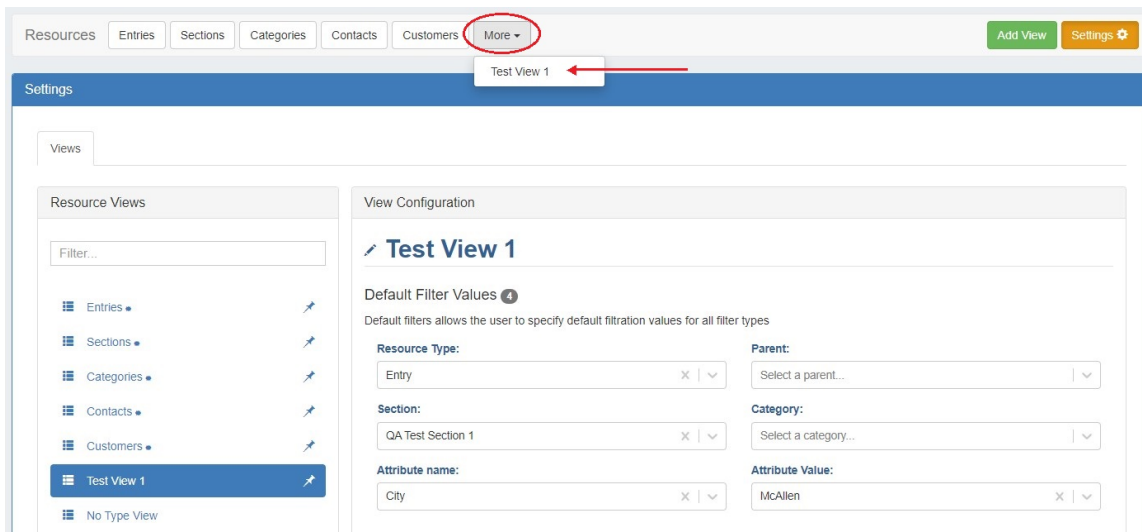 Resources Entries Sections Categories Contacts Customers More Add View Settings
Test View 1
Settings
Views
Resource Views
Filter...
Entries
Sections
Categories
Contacts
Customers
Test View 1
No Type View
View Configuration
Test View 1
Default Filter Values 4
Default filters allows the user to specify default filtration values for all filter types
Resource Type: Parent:
Entry Select a parent...
Section: Category:
QA Test Section 1 Select a category...
Attribute name: Attribute Value:
City McAllen